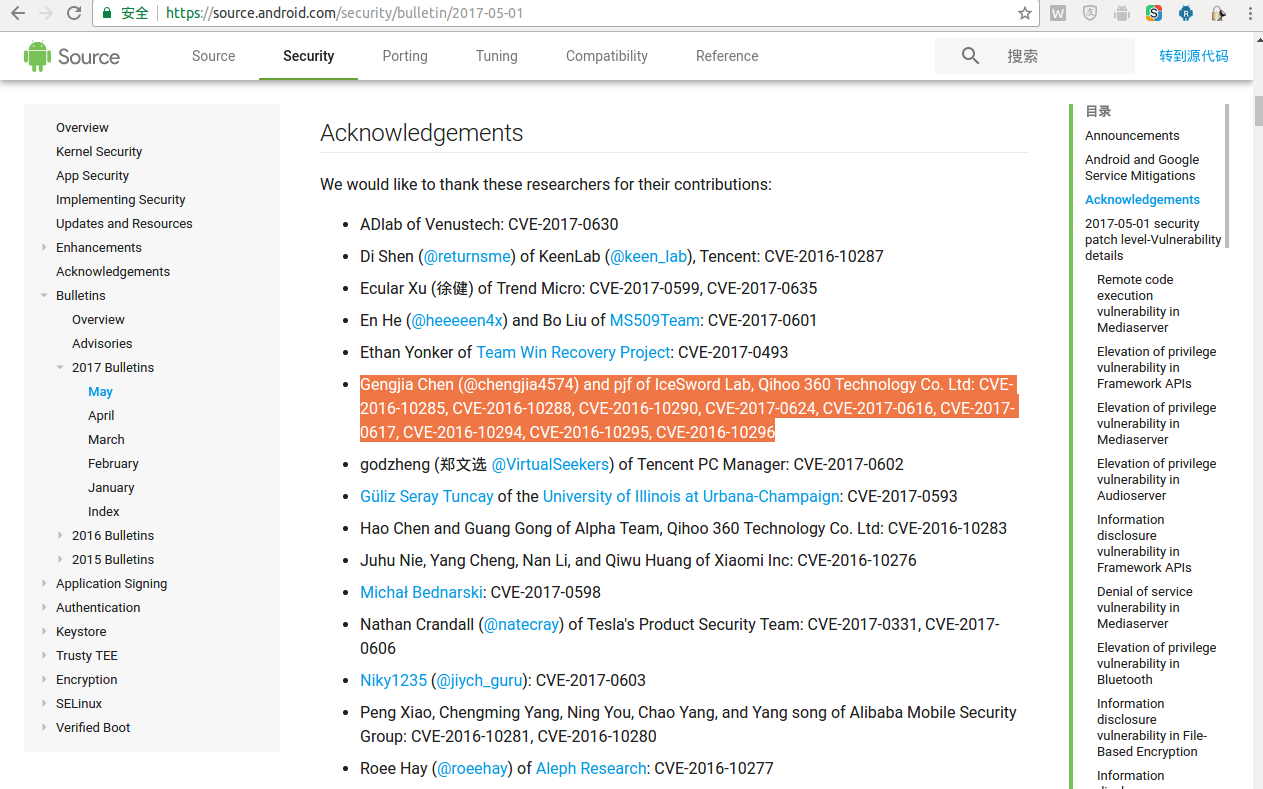 安全 https://source.android.com/security/bulletin/2017-05-01
Source Source Security Porting Tuning Compatibility Reference 搜索 转到源代码
Overview
Kernel Security
App Security
Implementing Security
Updates and Resources
Enhancements
Acknowledgements
Bulletins
Overview
Advisories
2017 Bulletins
May
April
March
February
January
Index
2016 Bulletins
2015 Bulletins
Application Signing
Authentication
Keystore
Trusty TEE
Encryption
SELinux
Verified Boot
Acknowledgements
We would like to thank these researchers for their contributions:
ADlab of Venustech: CVE-2017-0630
Di Shen (@returnsme) of KeenLab (@keen_lab), Tencent: CVE-2016-10287
Ecular Xu (徐健) of Trend Micro: CVE-2017-0599, CVE-2017-0635
En He (@heeeeen4x) and Bo Liu of MS509Team: CVE-2017-0601
Ethan Yonker of Team Win Recovery Project: CVE-2017-0493
Gengjia Chen (@chengjia4574) and pjf of IceSword Lab, Qihoo 360 Technology Co. Ltd: CVE-
2016-10285, CVE-2016-10288, CVE-2016-10290, CVE-2017-0624, CVE-2017-0616, CVE-2017-
0617, CVE-2016-10294, CVE-2016-10295, CVE-2016-10296
godzheng (郑文选 @VirtualSeekers) of Tencent PC Manager: CVE-2017-0602
Güliz Seray Tuncay of the University of Illinois at Urbana-Champaign: CVE-2017-0593
Hao Chen and Guang Gong of Alpha Team, Qihoo 360 Technology Co. Ltd: CVE-2016-10283
Juhu Nie, Yang Cheng, Nan Li, and Qiwu Huang of Xiaomi Inc: CVE-2016-10276
Michał Bednarski: CVE-2017-0598
Nathan Crandall (@natecray) of Tesla's Product Security Team: CVE-2017-0331, CVE-2017-
0606
Niky1235 (@jiych_guru): CVE-2017-0603
Peng Xiao, Chengming Yang, Ning You, Chao Yang, and Yang song of Alibaba Mobile Security
Group: CVE-2016-10281, CVE-2016-10280
Roee Hay (@roeehay) of Aleph Research: CVE-2016-10277
目录
Announcements
Android and Google
Service Mitigations
Acknowledgements
2017-05-01 security
patch level-Vulnerability
details
Remote code
execution
vulnerability in
Mediaserver
Elevation of privilege
vulnerability in
Framework APIs
Elevation of privilege
vulnerability in
Mediaserver
Elevation of privilege
vulnerability in
Audioserver
Information
disclosure
vulnerability in
Framework APIs
Denial of service
vulnerability in
Mediaserver
Elevation of privilege
vulnerability in
Bluetooth
Information
disclosure
vulnerability in File-
Based Encryption
Information